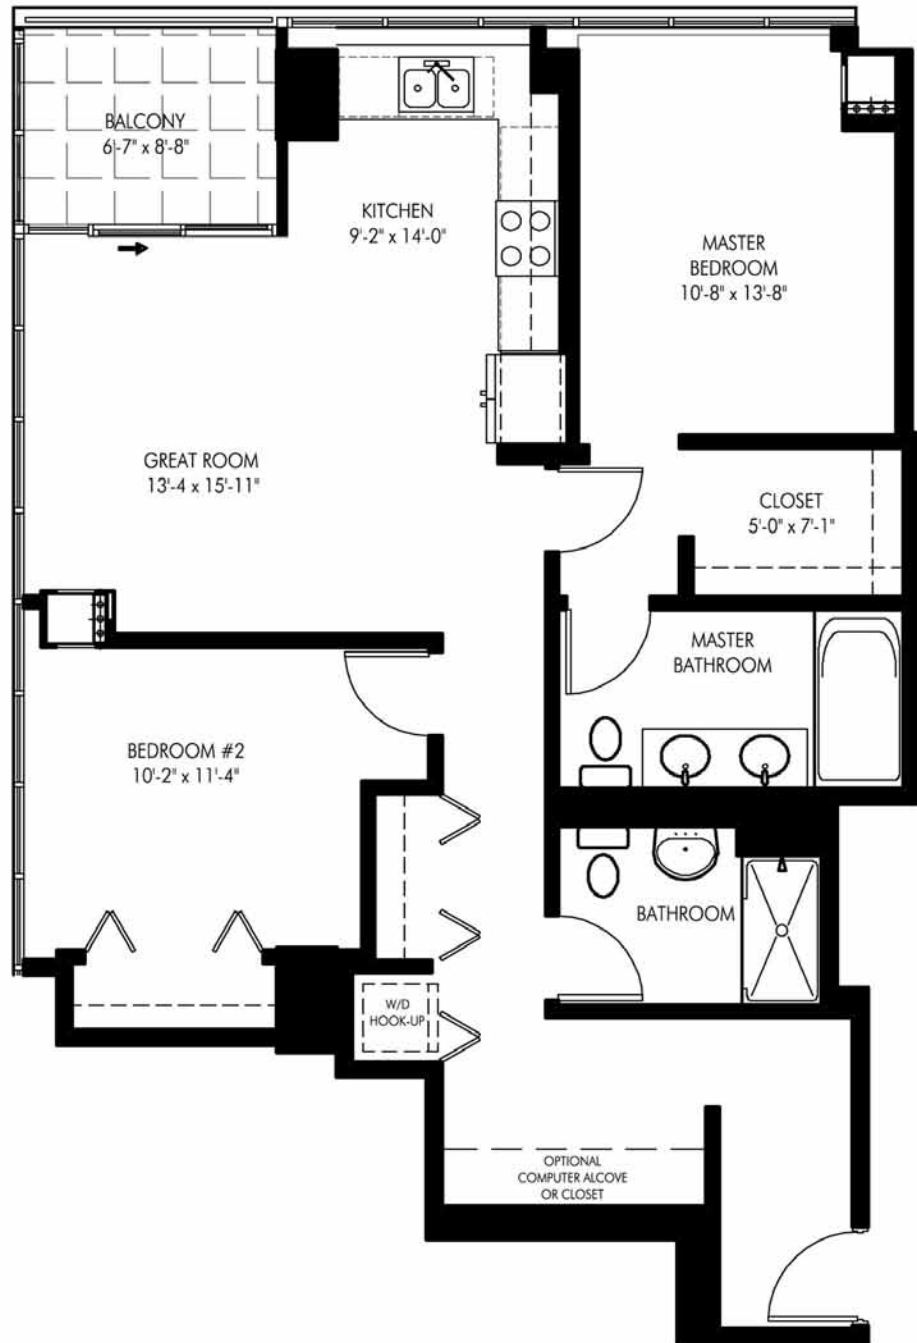 BALCONY
6'-7" x 8'-8"
KITCHEN
9'-2" x 14'-0"
MASTER
BEDROOM
10'-8" x 13'-8"
GREAT ROOM
13'-4 x 15'-11"
CLOSET
5'-0" x 7'-1"
MASTER
BATHROOM
BEDROOM #2
10'-2" x 11'-4"
BATHROOM
W/D
HOOK-UP
OPTIONAL
COMPUTER ALCOVE
OR CLOSET